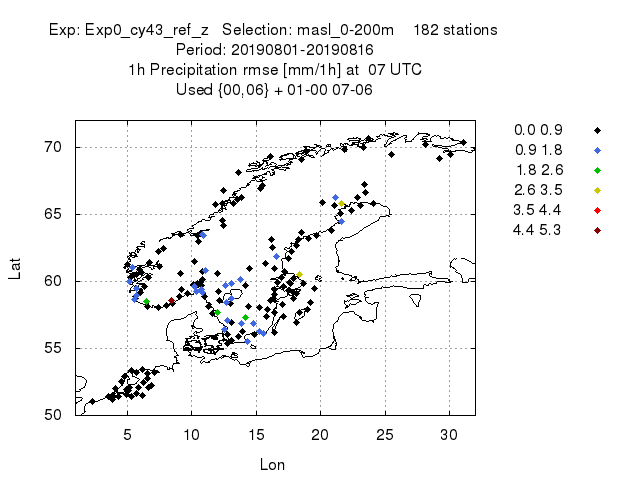 Exp: Exp0_cy43_ref_z   Selection: masl_0-200m    182 stations
Period: 20190801-20190816
1h Precipitation rmse [mm/1h] at  07 UTC
Used {00,06} + 01-00 07-06
0.0 0.9
0.9 1.8
1.8 2.6
2.6 3.5
3.5 4.4
4.4 5.3
70
65
60
55
50
Lat
5 10 15 20 25 30
Lon